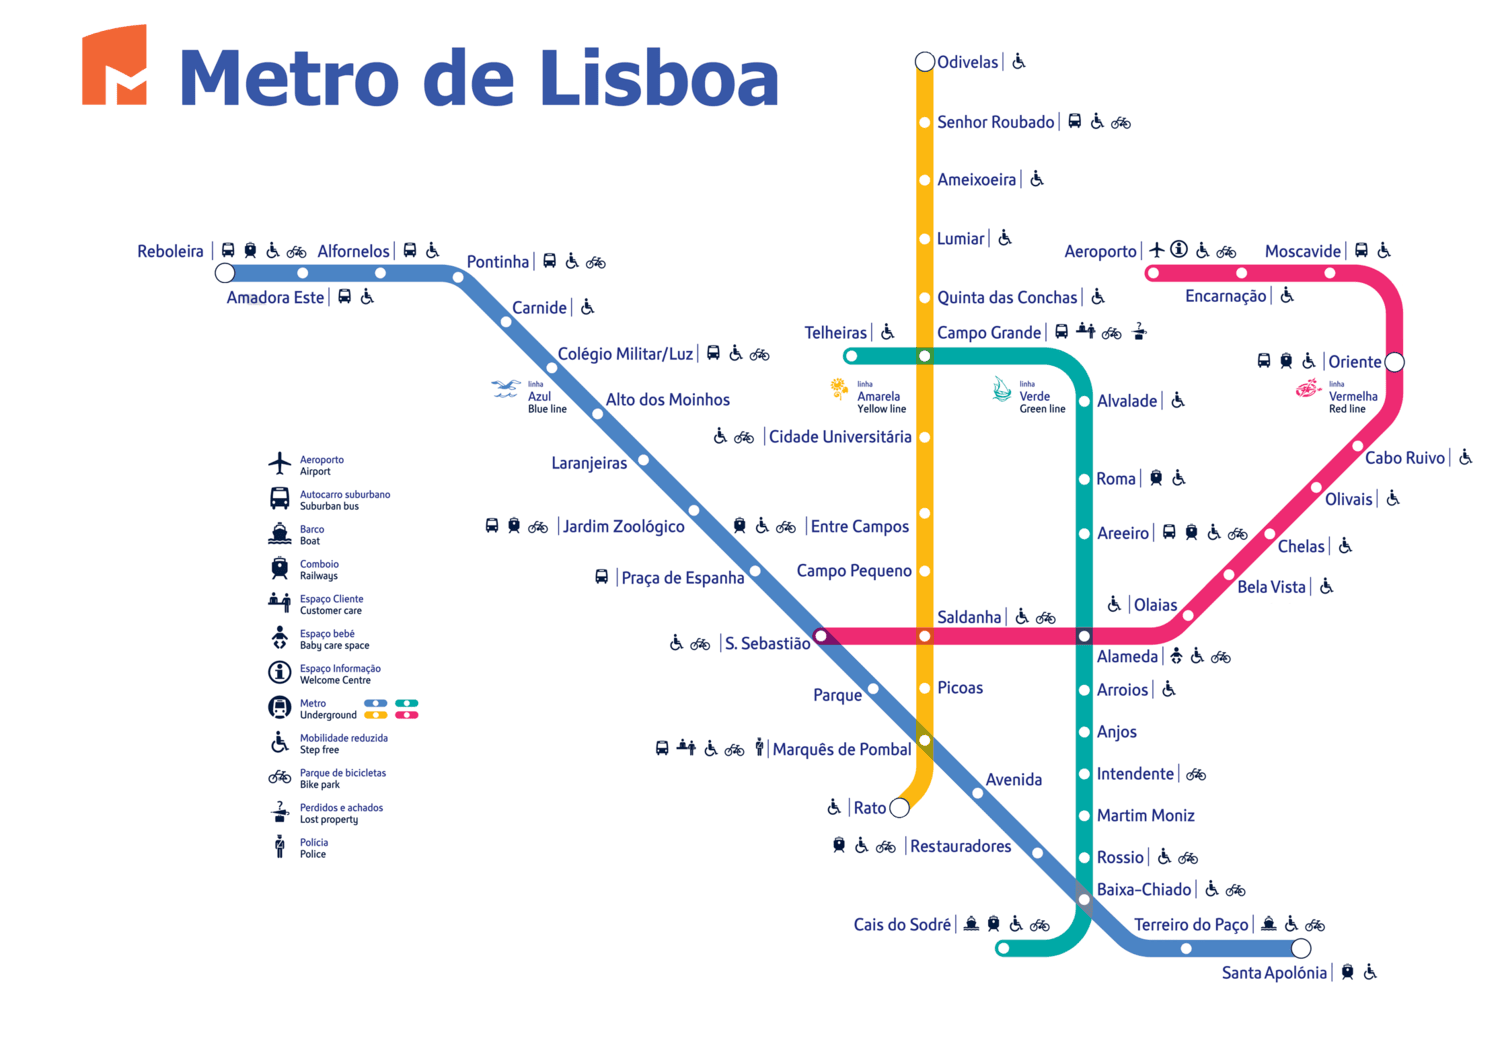 Metro de Lisboa
Odivelas
Senhor Roubado
Ameixoeira
Lumiar
Quinta das Conchas
Campo Grande
Telheiras
Reboleira
Alfornelos
Pontinha
Amadora Este
Carnide
Colégio Militar/Luz
Alto dos Moinhos
Laranjeiras
Jardim Zoológico
Praça de Espanha
S. Sebastião
Parque
Marquês de Pombal
Avenida
Restauradores
Baixa-Chiado
Terreiro do Paço
Santa Apolónia
Aeroporto
Moscavide
Encarnação
Oriente
Cabo Ruivo
Olivais
Chelas
Bela Vista
Olaias
Alameda
Saldanha
linha
Azul
Blue line
linha
Amarela
Yellow line
linha
Verde
Green line
linha
Vermelha
Red line
Cidade Universitária
Entre Campos
Campo Pequeno
Picoas
Rato
Alvalade
Roma
Areeiro
Arroios
Anjos
Intendente
Martim Moniz
Rossio
Cais do Sodré
Aeroporto
Airport
Autocarro suburbano
Suburban bus
Barco
Boat
Comboio
Railways
Espaço Cliente
Customer care
Espaço bebé
Baby care space
Espaço Informação
Welcome Centre
Metro
Underground
Mobilidade reduzida
Step free
Parque de bicicletas
Bike park
Perdidos e achados
Lost property
Polícia
Police